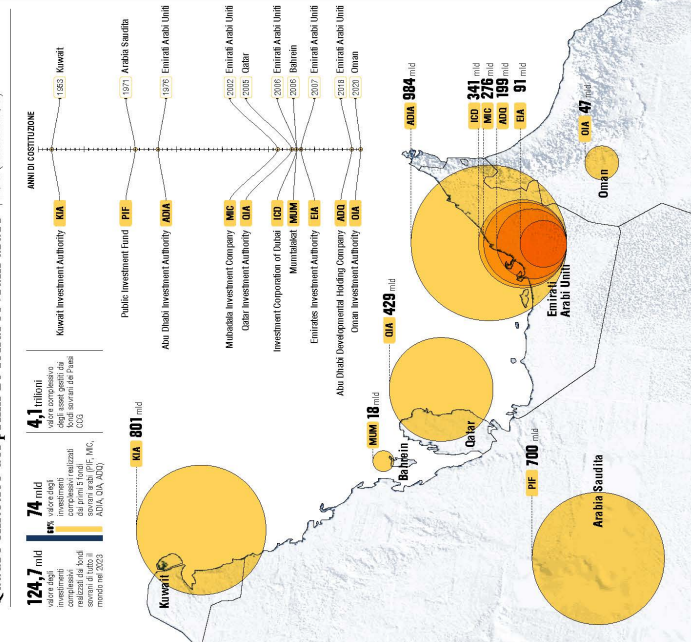 124,7 mld
valore degli
investimenti
complessivi
realizzati dai fondi
sovrani di tutto il
mondo nel 2023
60%
74 mld
valore degli
investimenti
complessivi realizzati
dai primi 5 fondi
sovrani arabi (PIF, MIC,
ADIA, QIA, ADQ)
4,1 trilioni
valore complessivo
degli asset gestiti dai
fondi sovrani dei Paesi
CCG
ANNI DI COSTITUZIONE
Kuwait Investment Authority KIA 1953 Kuwait
Public Investment Fund PIF 1971 Arabia Saudita
Abu Dhabi Investment Authority ADIA 1976 Emirati Arabi Uniti
Mubadala Investment Company MIC 2002 Emirati Arabi Uniti
Qatar Investment Authority QIA 2005 Qatar
Investment Corporation of Dubai ICD 2006 Emirati Arabi Uniti
Mumtalakat MUM 2006 Bahrein
Emirates Investment Authority EIA 2007 Emirati Arabi Uniti
Abu Dhabi Developmental Holding Company ADQ 2018 Emirati Arabi Uniti
Oman Investment Authority OIA 2020 Oman
KIA 801 mld
Kuwait
MUM 18 mld
Bahrein
QIA 429 mld
Qatar
PIF 700 mld
Arabia Saudita
ADIA 984 mld
ICD 341 mld
MIC 276 mld
ADQ 199 mld
EIA 91 mld
Emirati
Arabi Uniti
OIA 47 mld
Oman